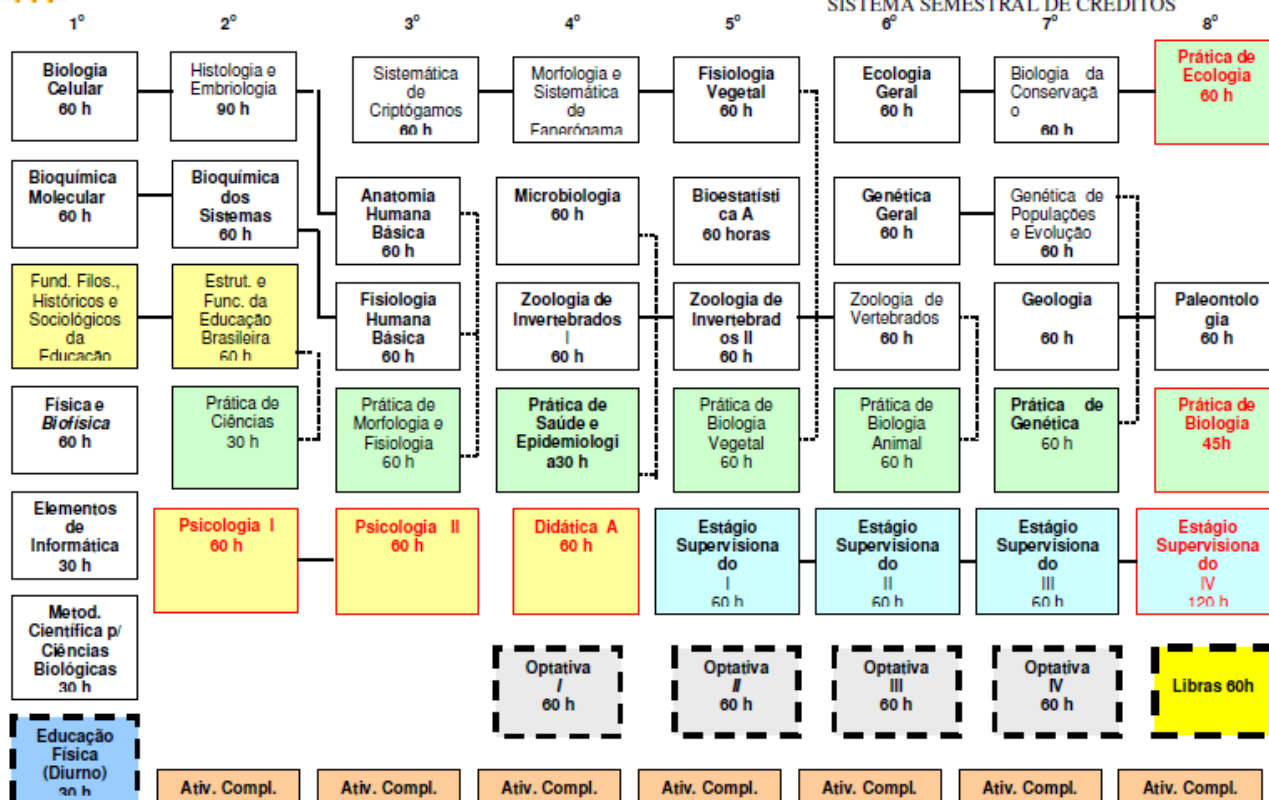 SISTEMA SEMESTRAL DE CRÉDITOS
1º
2º
3º
4º
5º
6º
7º
8º
Biologia
Celular
60 h
Histologia e
Embriologia
90 h
Sistemática
de
Criptógamos
60 h
Morfologia e
Sistemática
de
Fanerógama
Fisiologia
Vegetal
60 h
Ecologia
Geral
60 h
Biologia da
Conservaçã
o
60 h
Prática de
Ecologia
60 h
Bioquímica
Molecular
60 h
Bioquímica
dos
Sistemas
60 h
Anatomia
Humana
Básica
60 h
Microbiologia
60 h
Bioestatísti
ca A
60 horas
Genética
Geral
60 h
Genética de
Populações
e Evolução
60 h
Fund. Filos.,
Históricos e
Sociológicos
da
Educação
Estrut. e
Func. da
Educação
Brasileira
60 h
Fisiologia
Humana
Básica
60 h
Zoologia de
Invertebrados
I
60 h
Zoologia de
Invertebrad
os II
60 h
Zoologia de
Vertebrados
60 h
Geologia
60 h
Paleontolo
gia
60 h
Física e
Biofísica
60 h
Prática de
Ciências
30 h
Prática de
Morfologia e
Fisiologia
60 h
Prática de
Saúde e
Epidemiologi
a30 h
Prática de
Biologia
Vegetal
60 h
Prática de
Biologia
Animal
60 h
Prática de
Genética
60 h
Prática de
Biologia
45h
Elementos
de
Informática
30 h
Psicologia I
60 h
Psicologia II
60 h
Didática A
60 h
Estágio
Supervisiona
do
I
60 h
Estágio
Supervisiona
do
II
60 h
Estágio
Supervisiona
do
III
60 h
Estágio
Supervisiona
do
IV
120 h
Metod.
Científica p/
Ciências
Biológicas
30 h
Optativa
I
60 h
Optativa
II
60 h
Optativa
III
60 h
Optativa
IV
60 h
Libras 60h
Educação
Física
(Diurno)
30 h
Ativ. Compl.
Ativ. Compl.
Ativ. Compl.
Ativ. Compl.
Ativ. Compl.
Ativ. Compl.
Ativ. Compl.